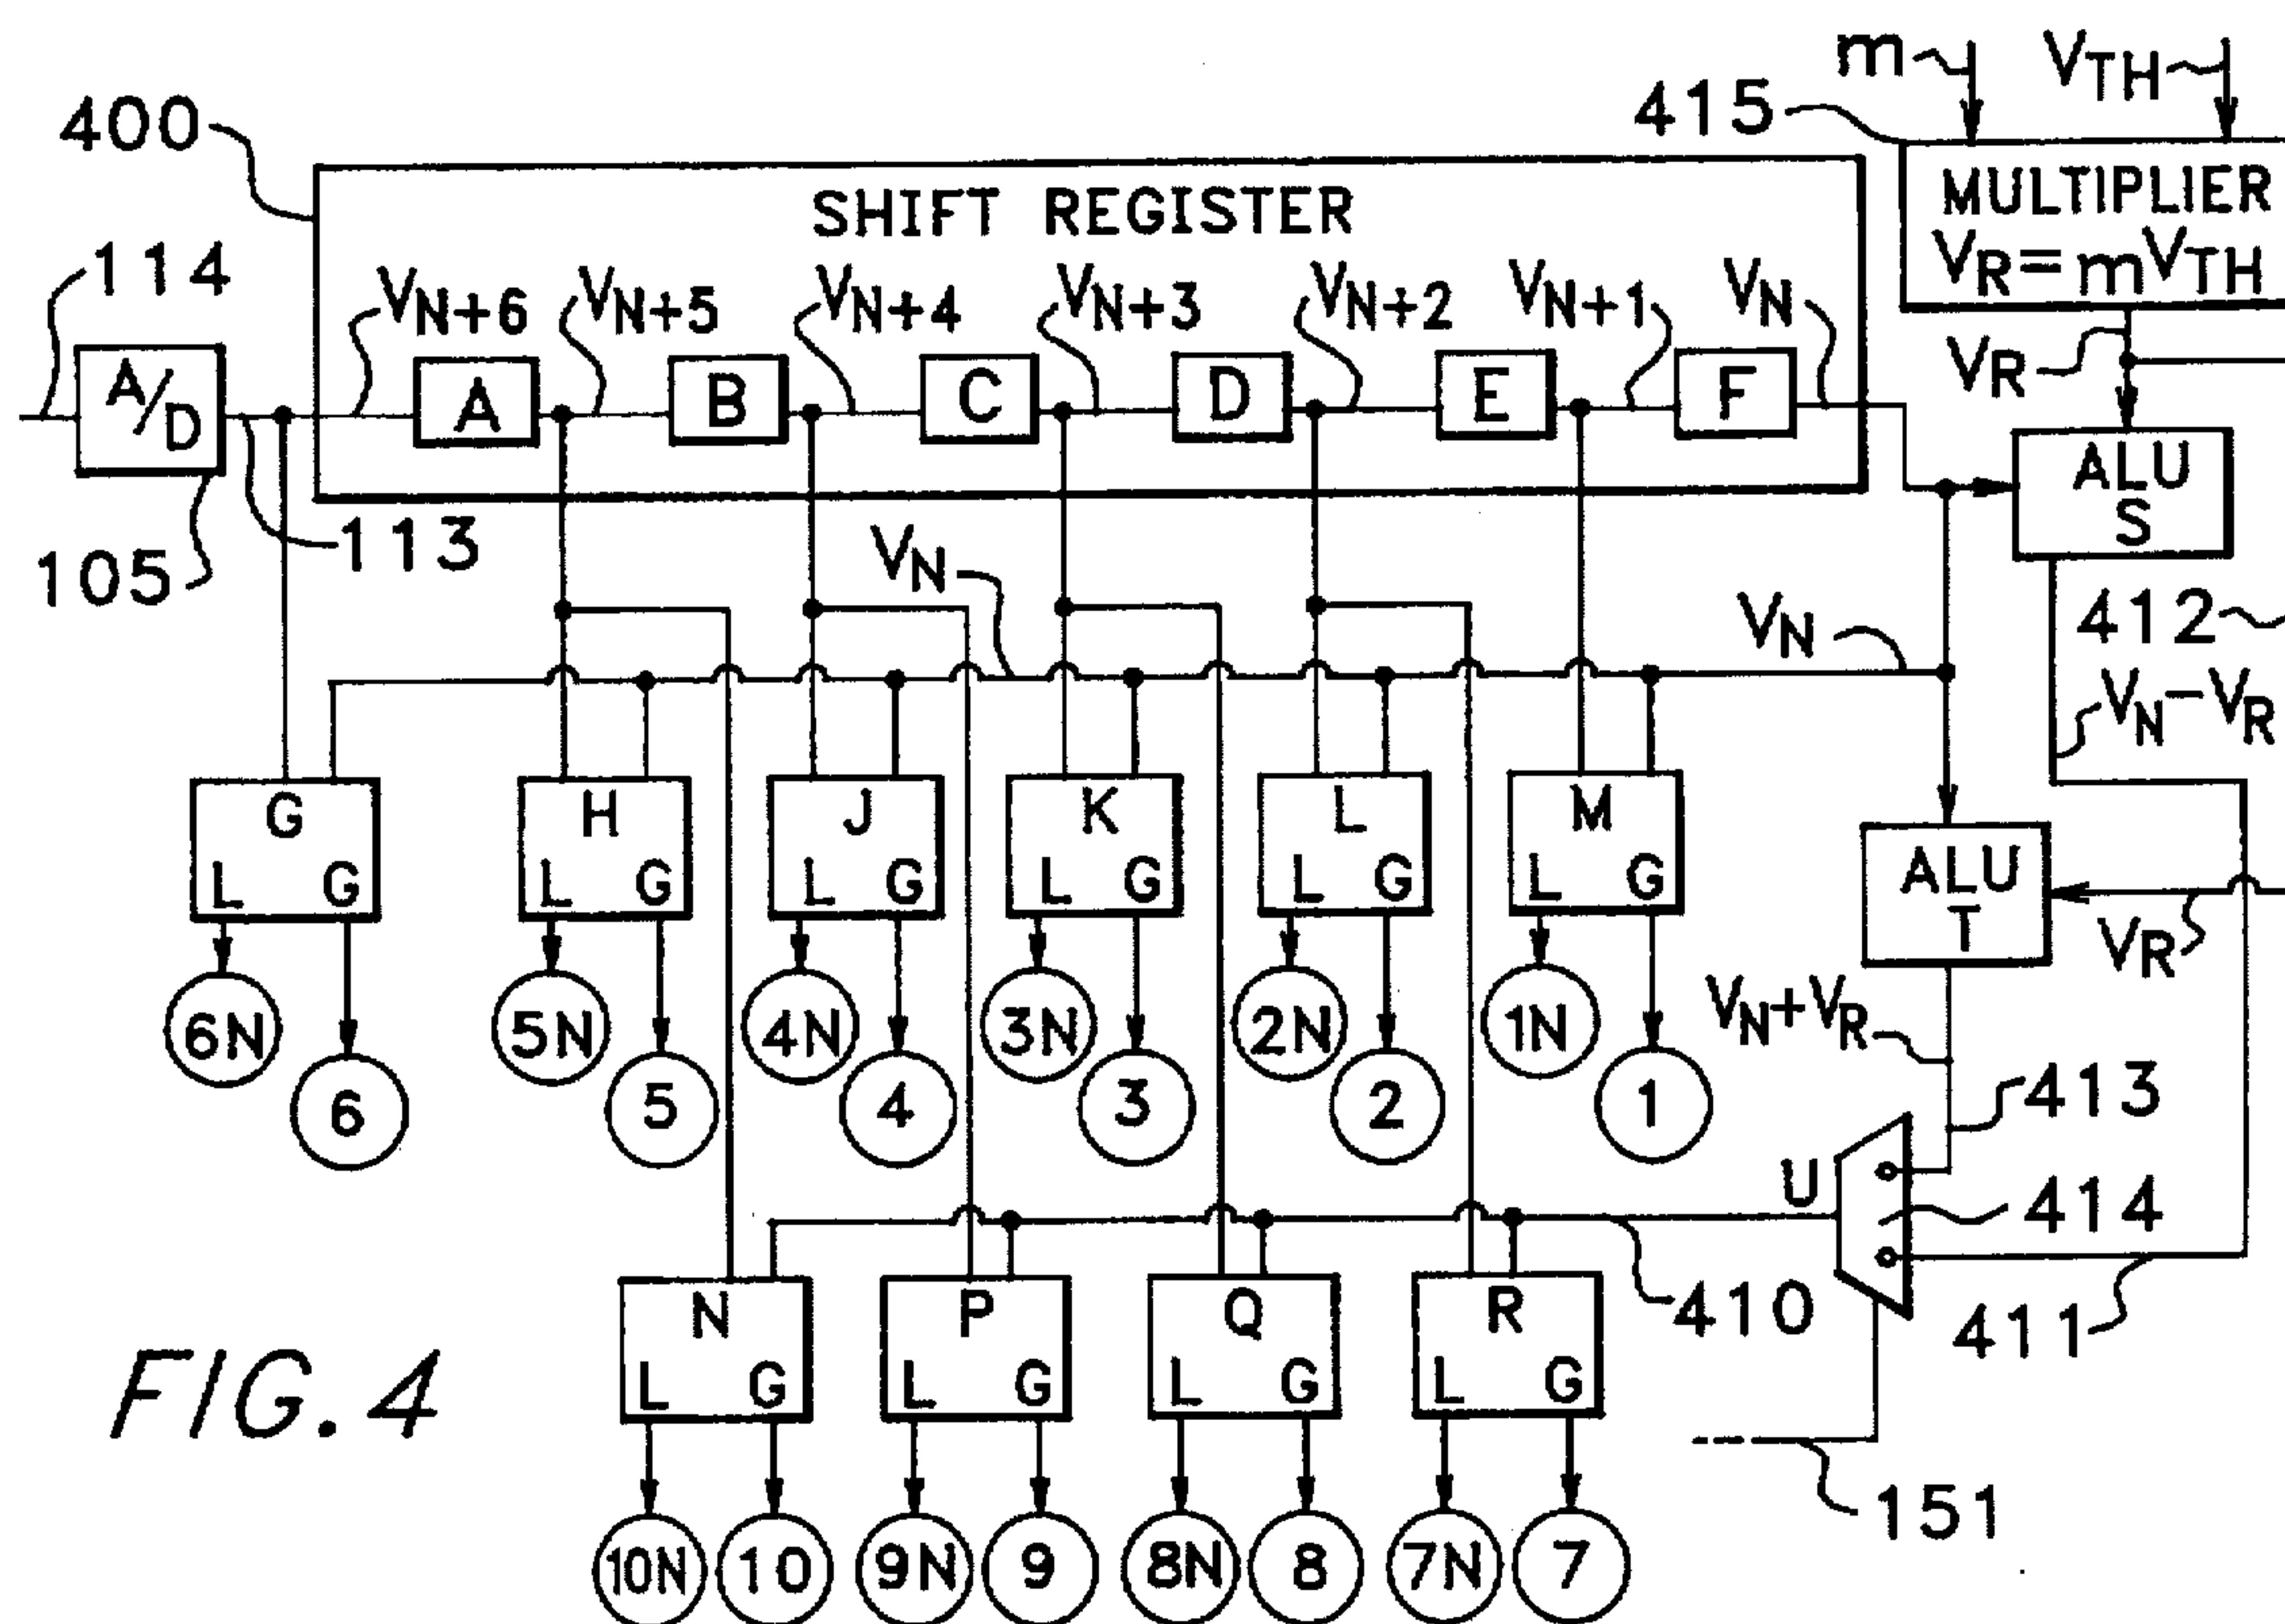 m VTH
400 415
SHIFT REGISTER MULTIPLIER
VR=mVTH
114 VN+6 VN+5 VN+4 VN+3 VN+2 VN+1 VN
VR
A/D A B C D E F
ALU
S
113
105 VN VN 412
VN-VR
G H J K L M
L G L G L G L G L G L G
ALU
T
VR
6N 5N 4N 3N 2N 1N VN+VR
6 5 4 3 2 1 413
U 414
N P Q R 410 411
L G L G L G L G
FIG. 4
151
10N 10 9N 9 8N 8 7N 7